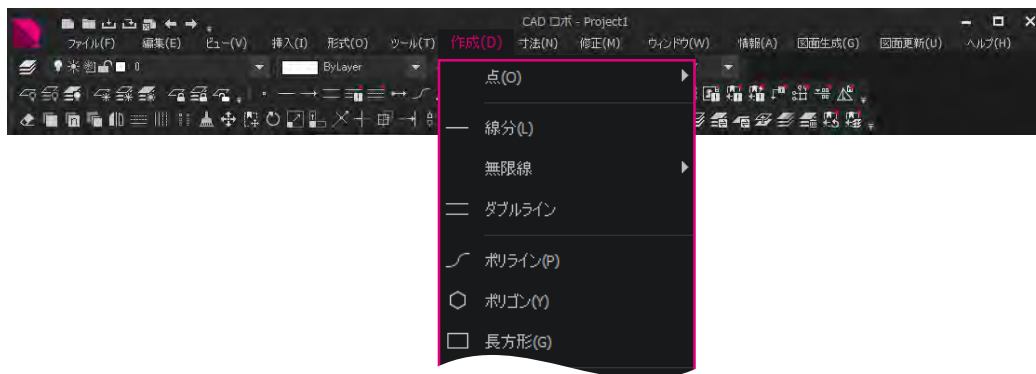 CAD ロボ - Project1
ファイル(F) 編集(E) ビュー(V) 挿入(I) 形式(O) ツール(T) 作成(D) 寸法(N) 修正(M) ウィンドウ(W) 情報(A) 図面生成(G) 図面更新(U) ヘルプ(H)
0 ByLayer
点(O)
線分(L)
無限線
ダブルライン
ポリライン(P)
ポリゴン(Y)
長方形(G)